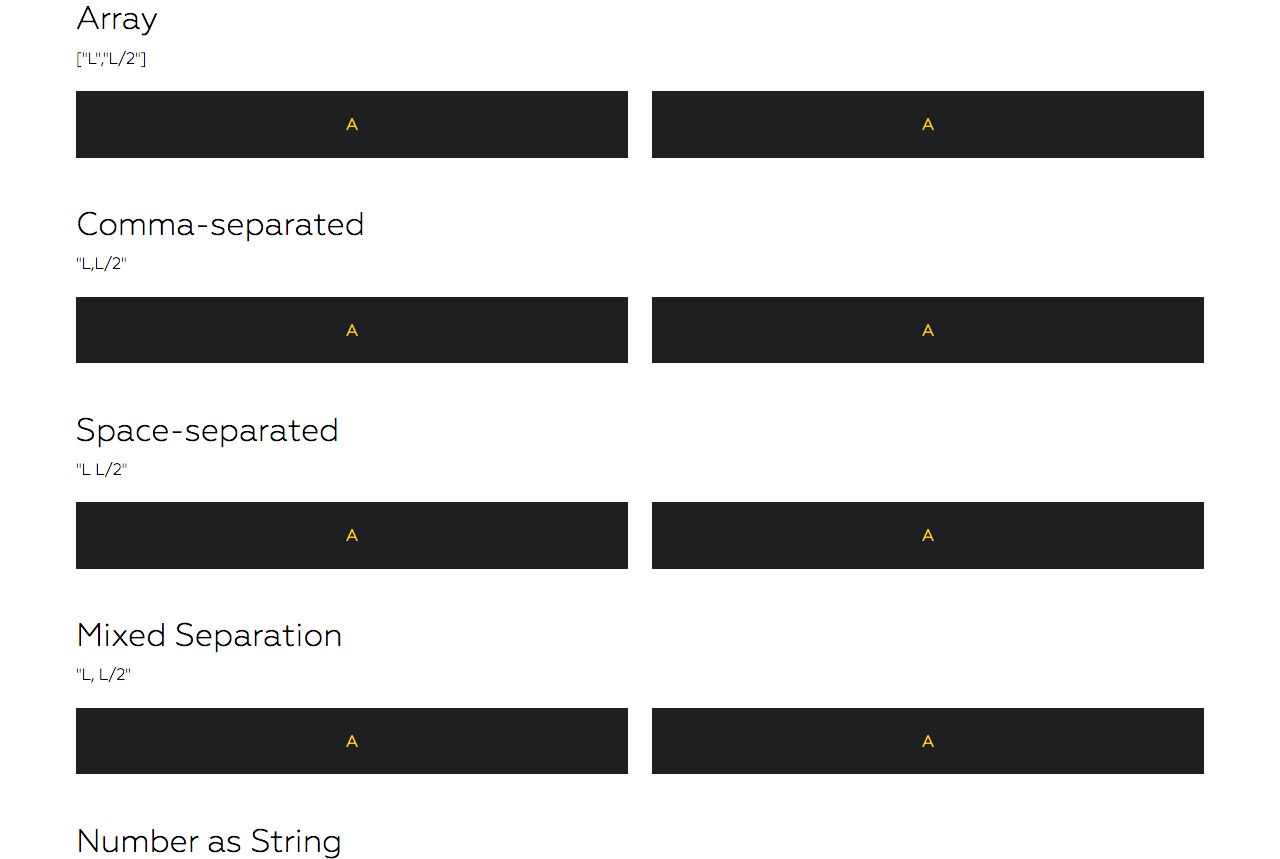 Array
["L","L/2"]
A A
Comma-separated
"L,L/2"
A A
Space-separated
"L L/2"
A A
Mixed Separation
"L, L/2"
A A
Number as String